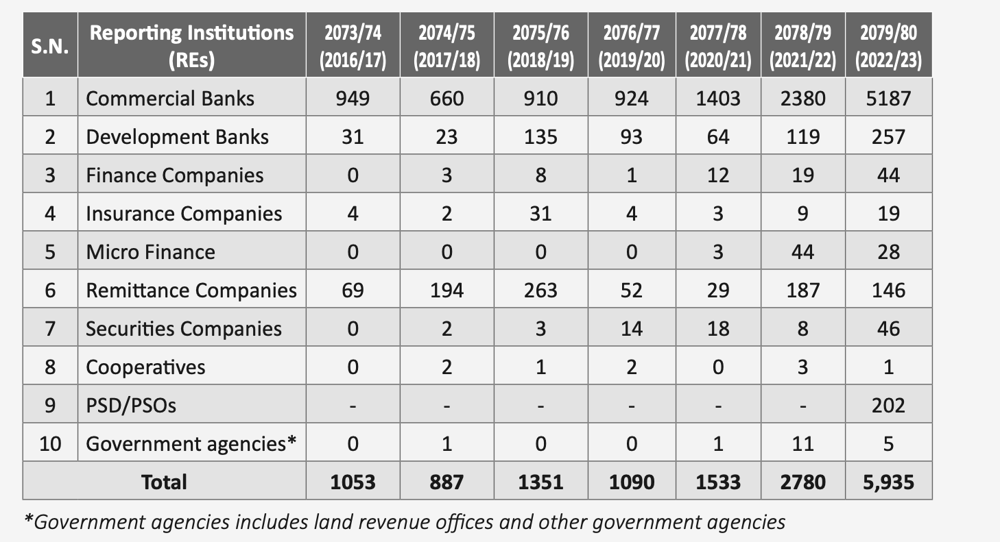 S.N. Reporting Institutions (REs) 2073/74 (2016/17) 2074/75 (2017/18) 2075/76 (2018/19) 2076/77 (2019/20) 2077/78 (2020/21) 2078/79 (2021/22) 2079/80 (2022/23)
1 Commercial Banks 949 660 910 924 1403 2380 5187
2 Development Banks 31 23 135 93 64 119 257
3 Finance Companies 0 3 8 1 12 19 44
4 Insurance Companies 4 2 31 4 3 9 19
5 Micro Finance 0 0 0 0 3 44 28
6 Remittance Companies 69 194 263 52 29 187 146
7 Securities Companies 0 2 3 14 18 8 46
8 Cooperatives 0 2 1 2 0 3 1
9 PSD/PSOs - - - - - - 202
10 Government agencies* 0 1 0 0 1 11 5
Total 1053 887 1351 1090 1533 2780 5,935
*Government agencies includes land revenue offices and other government agencies